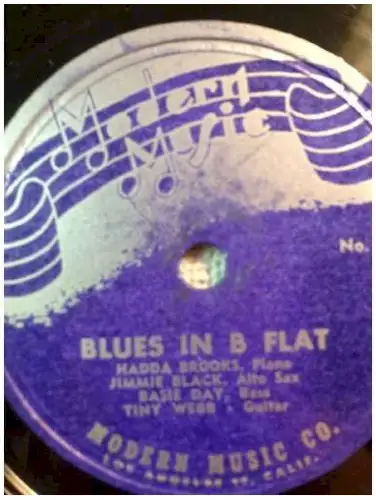 Modern
Music
No.
BLUES IN B FLAT
HADDA BROOKS, Piano
JIMMIE BLACK, Alto Sax
BASIE DAY, Bass
TINY WEBB - Guitar
MODERN MUSIC CO.
LOS ANGELES CALIF.